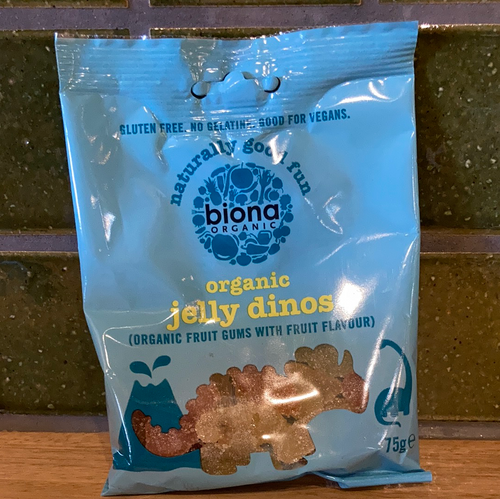 GLUTEN FREE. NO GELATINE. GOOD FOR VEGANS.
naturally good fun
biona
ORGANIC
organic
jelly dinos
(ORGANIC FRUIT GUMS WITH FRUIT FLAVOUR)
75g e